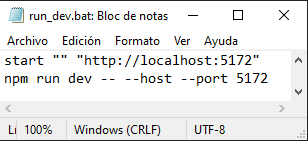 run_dev.bat: Bloc de notas
Archivo Edición Formato Ver Ayuda
start "" "http://localhost:5172"
npm run dev -- --host --port 5172
100% Windows (CRLF) UTF-8